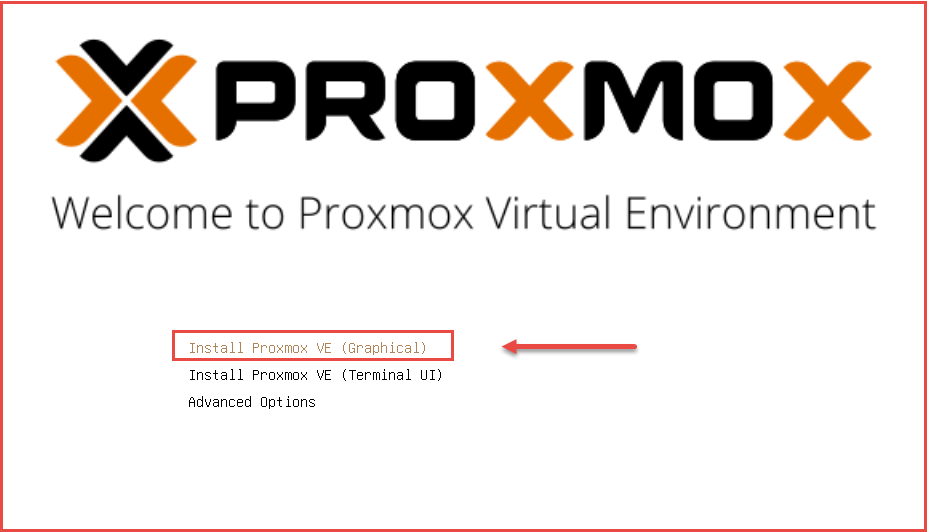 PROXMOX
Welcome to Proxmox Virtual Environment
Install Proxmox VE (Graphical)
Install Proxmox VE (Terminal UI)
Advanced Options